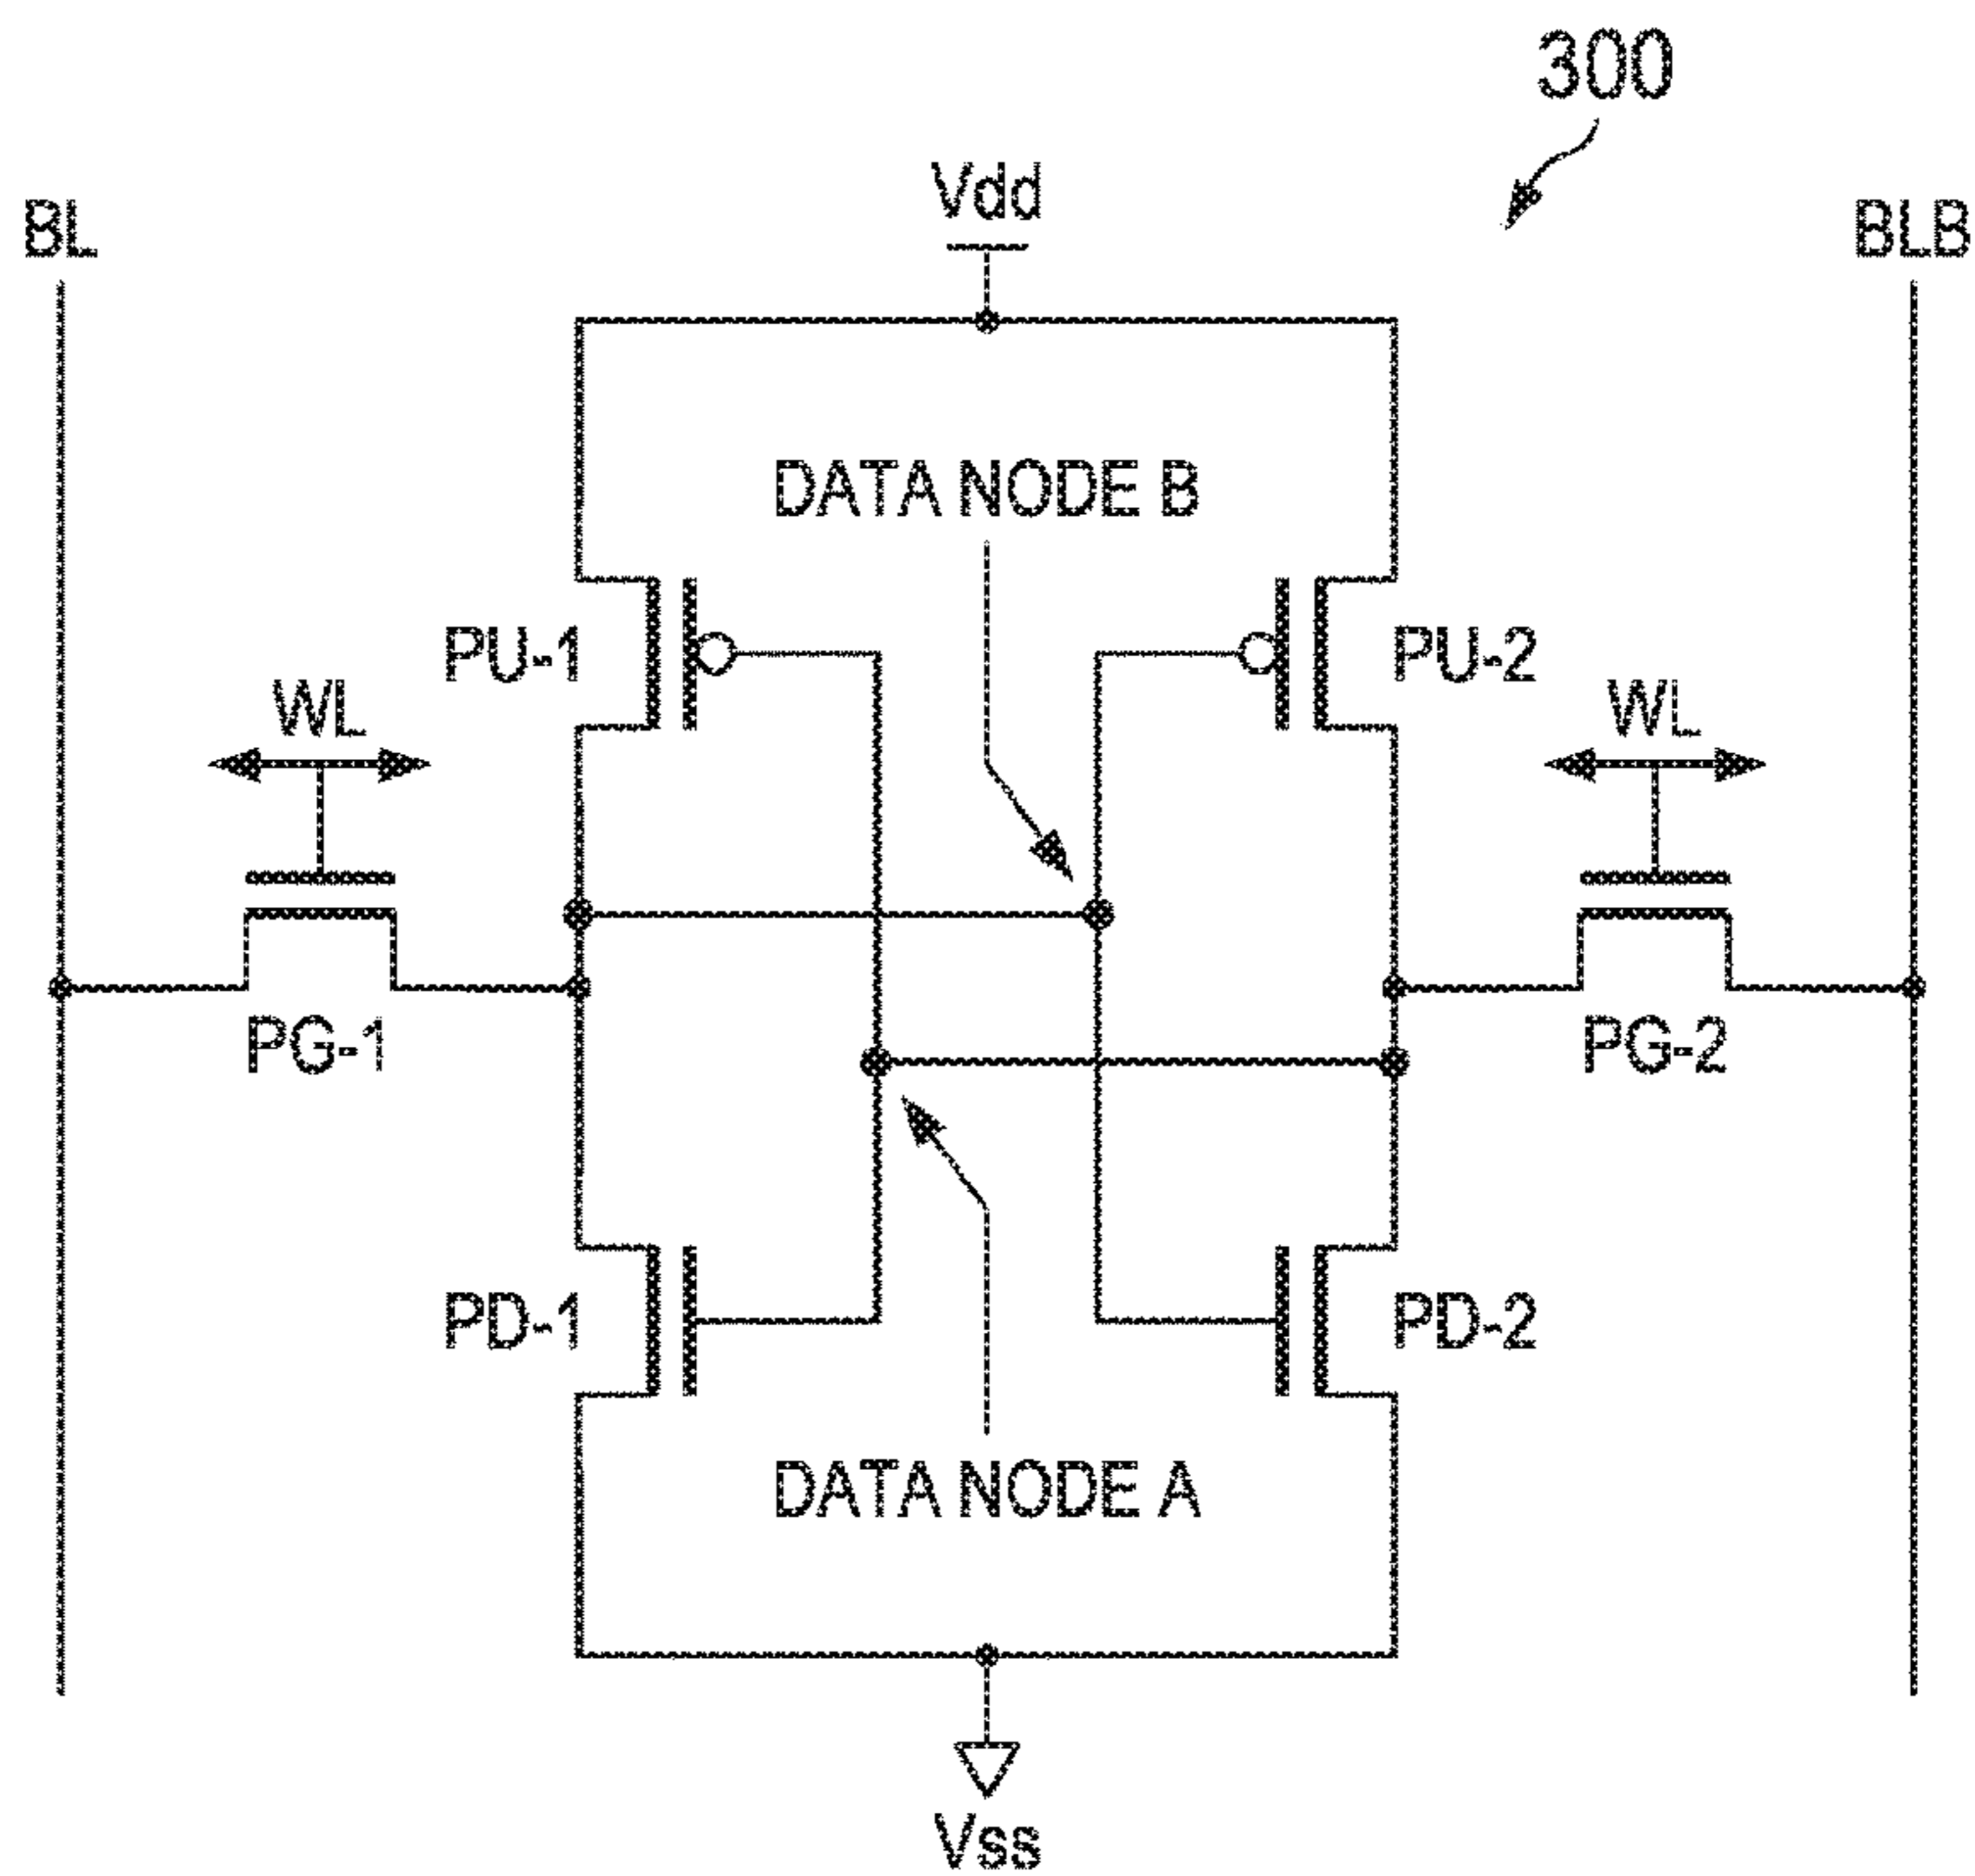 300
Vdd
BL
BLB
DATA NODE B
PU-1
PU-2
WL
WL
PG-1
PG-2
PD-1
PD-2
DATA NODE A
Vss